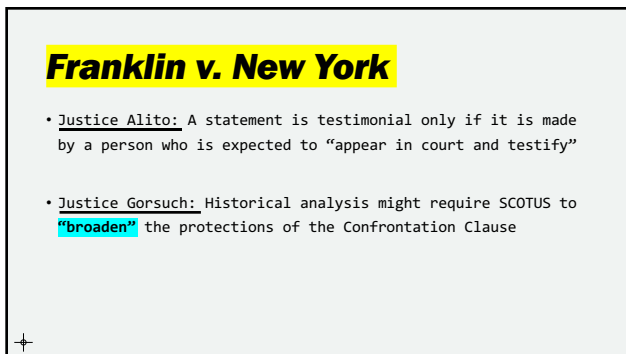 Franklin v. New York
• Justice Alito: A statement is testimonial only if it is made
by a person who is expected to “appear in court and testify”
• Justice Gorsuch: Historical analysis might require SCOTUS to
“broaden” the protections of the Confrontation Clause